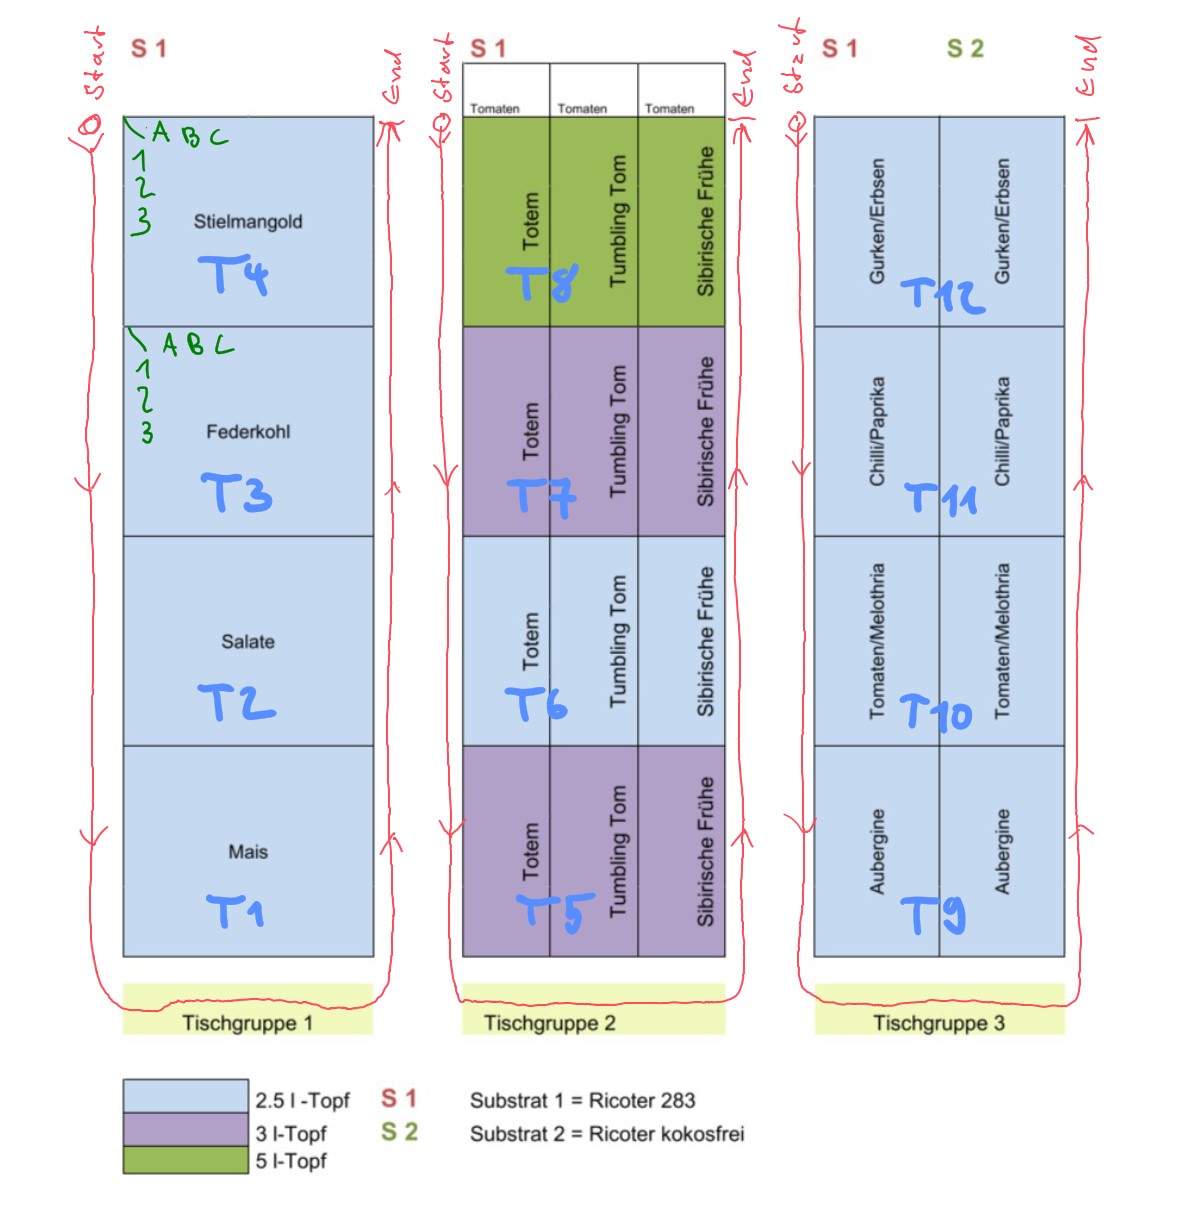 Start
S 1
End
Start
S 1
End
Start
S 1
S 2
End
Tomaten
Tomaten
Tomaten
A B C
1
2
3
Stielmangold
T4
Totem
Tumbling Tom
Sibirische Frühe
T8
Gurken/Erbsen
Gurken/Erbsen
T12
A B C
1
2
3
Federkohl
T3
Totem
Tumbling Tom
Sibirische Frühe
T7
Chilli/Paprika
Chilli/Paprika
T11
Salate
T2
Totem
Tumbling Tom
Sibirische Frühe
T6
Tomaten/Melothria
Tomaten/Melothria
T10
Mais
T1
Totem
Tumbling Tom
Sibirische Frühe
T5
Aubergine
Aubergine
T9
Tischgruppe 1
Tischgruppe 2
Tischgruppe 3
2.5 l -Topf
S 1
Substrat 1 = Ricoter 283
3 l-Topf
S 2
Substrat 2 = Ricoter kokosfrei
5 l-Topf